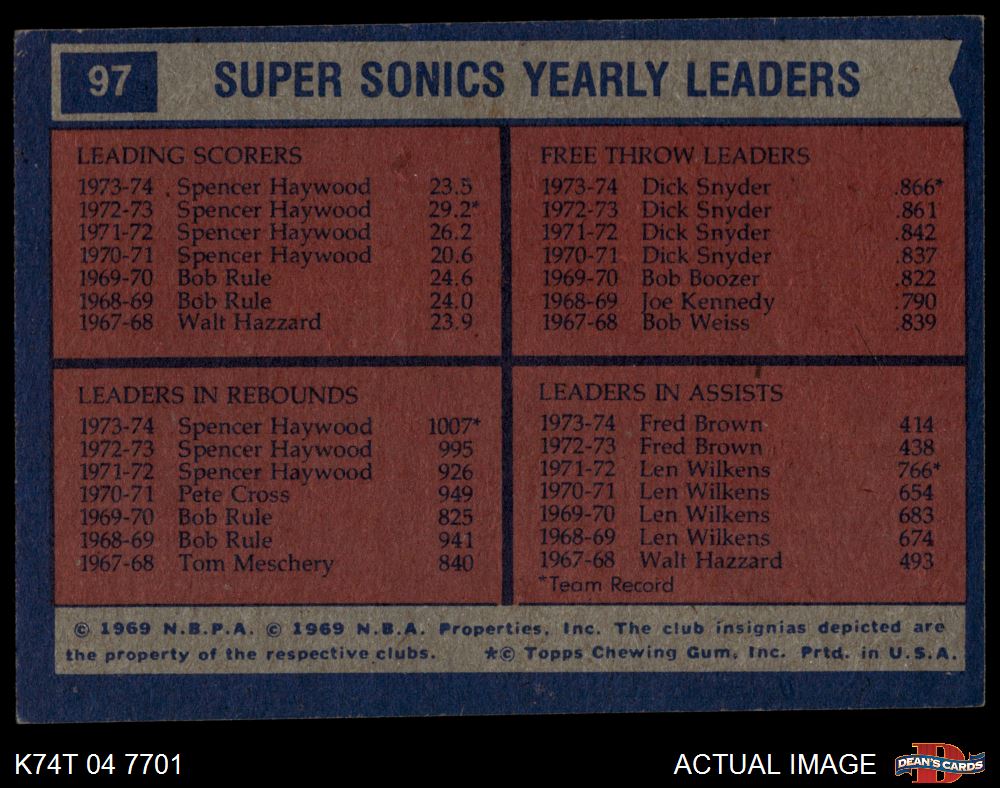 97 SUPER SONICS YEARLY LEADERS
LEADING SCORERS
1973-74 Spencer Haywood 23.5
1972-73 Spencer Haywood 29.2*
1971-72 Spencer Haywood 26.2
1970-71 Spencer Haywood 20.6
1969-70 Bob Rule 24.6
1968-69 Bob Rule 24.0
1967-68 Walt Hazzard 23.9
FREE THROW LEADERS
1973-74 Dick Snyder .866*
1972-73 Dick Snyder .861
1971-72 Dick Snyder .842
1970-71 Dick Snyder .837
1969-70 Bob Boozer .822
1968-69 Joe Kennedy .790
1967-68 Bob Weiss .839
LEADERS IN REBOUNDS
1973-74 Spencer Haywood 1007*
1972-73 Spencer Haywood 995
1971-72 Spencer Haywood 926
1970-71 Pete Cross 949
1969-70 Bob Rule 825
1968-69 Bob Rule 941
1967-68 Tom Meschery 840
LEADERS IN ASSISTS
1973-74 Fred Brown 414
1972-73 Fred Brown 438
1971-72 Len Wilkens 766*
1970-71 Len Wilkens 654
1969-70 Len Wilkens 683
1968-69 Len Wilkens 674
1967-68 Walt Hazzard 493
*Team Record
© 1969 N.B.P.A. © 1969 N.B.A. Properties, Inc. The club insignias depicted are
the property of the respective clubs. *© Topps Chewing Gum, Inc. Prtd. in U.S.A.
K74T 04 7701 ACTUAL IMAGE D DEAN'S CARDS